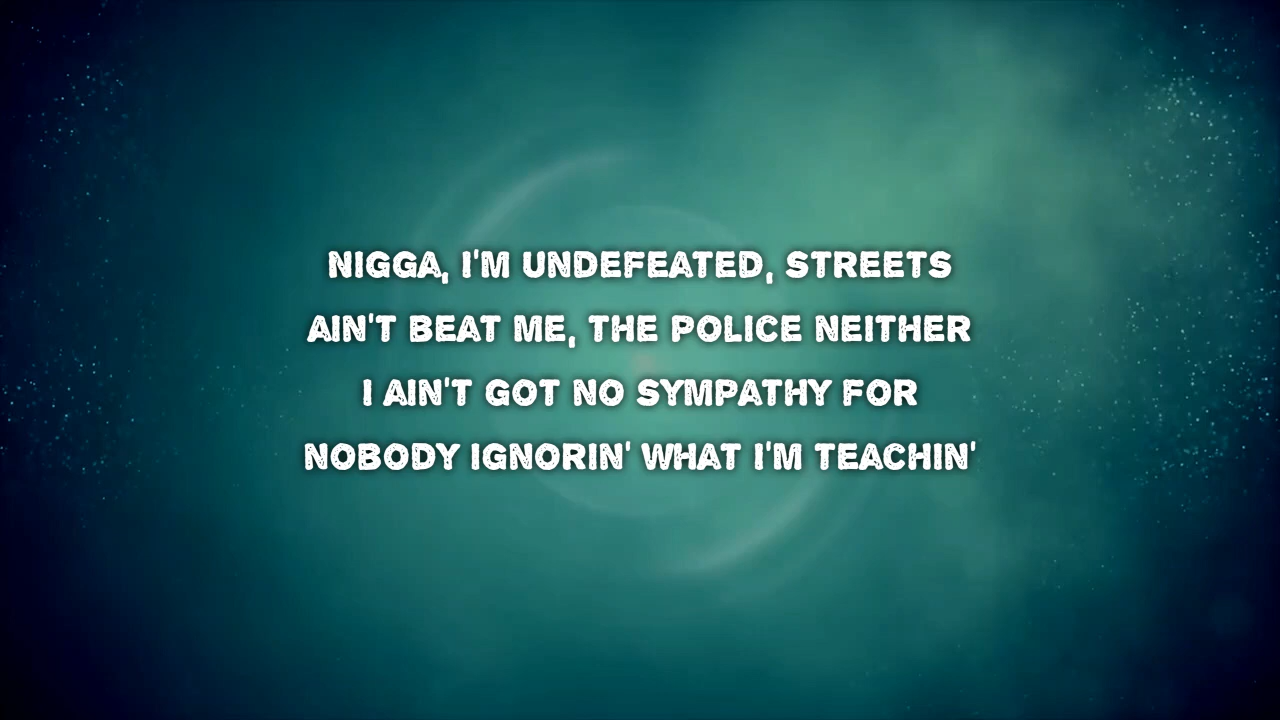 NIGGA, I'M UNDEFEATED, STREETS
AIN'T BEAT ME, THE POLICE NEITHER
I AIN'T GOT NO SYMPATHY FOR
NOBODY IGNORIN' WHAT I'M TEACHIN'